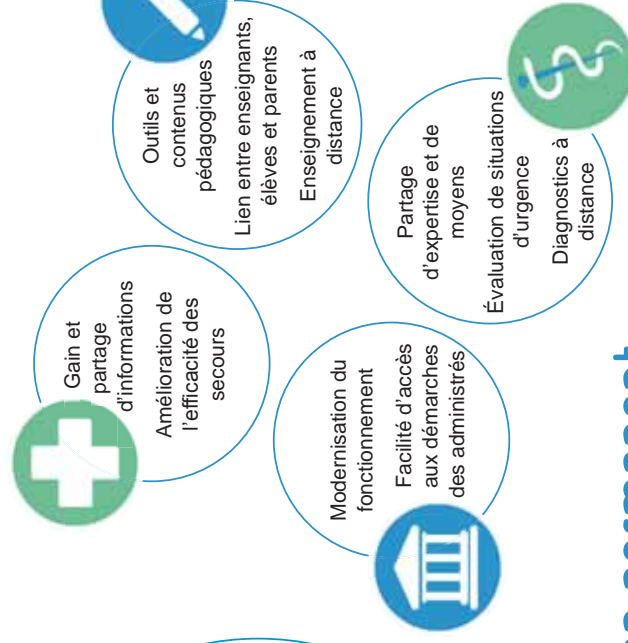 Outils et
contenus
pédagogiques
Lien entre enseignants,
élèves et parents
Enseignement à
distance
Gain et
partage
d'informations
Amélioration de
l'efficacité des
secours
Partage
d'expertise et de
moyens
Évaluation de situations
d'urgence
Diagnostics à
distance
Modernisation du
fonctionnement
Facilité d'accès
aux démarches
des administrés